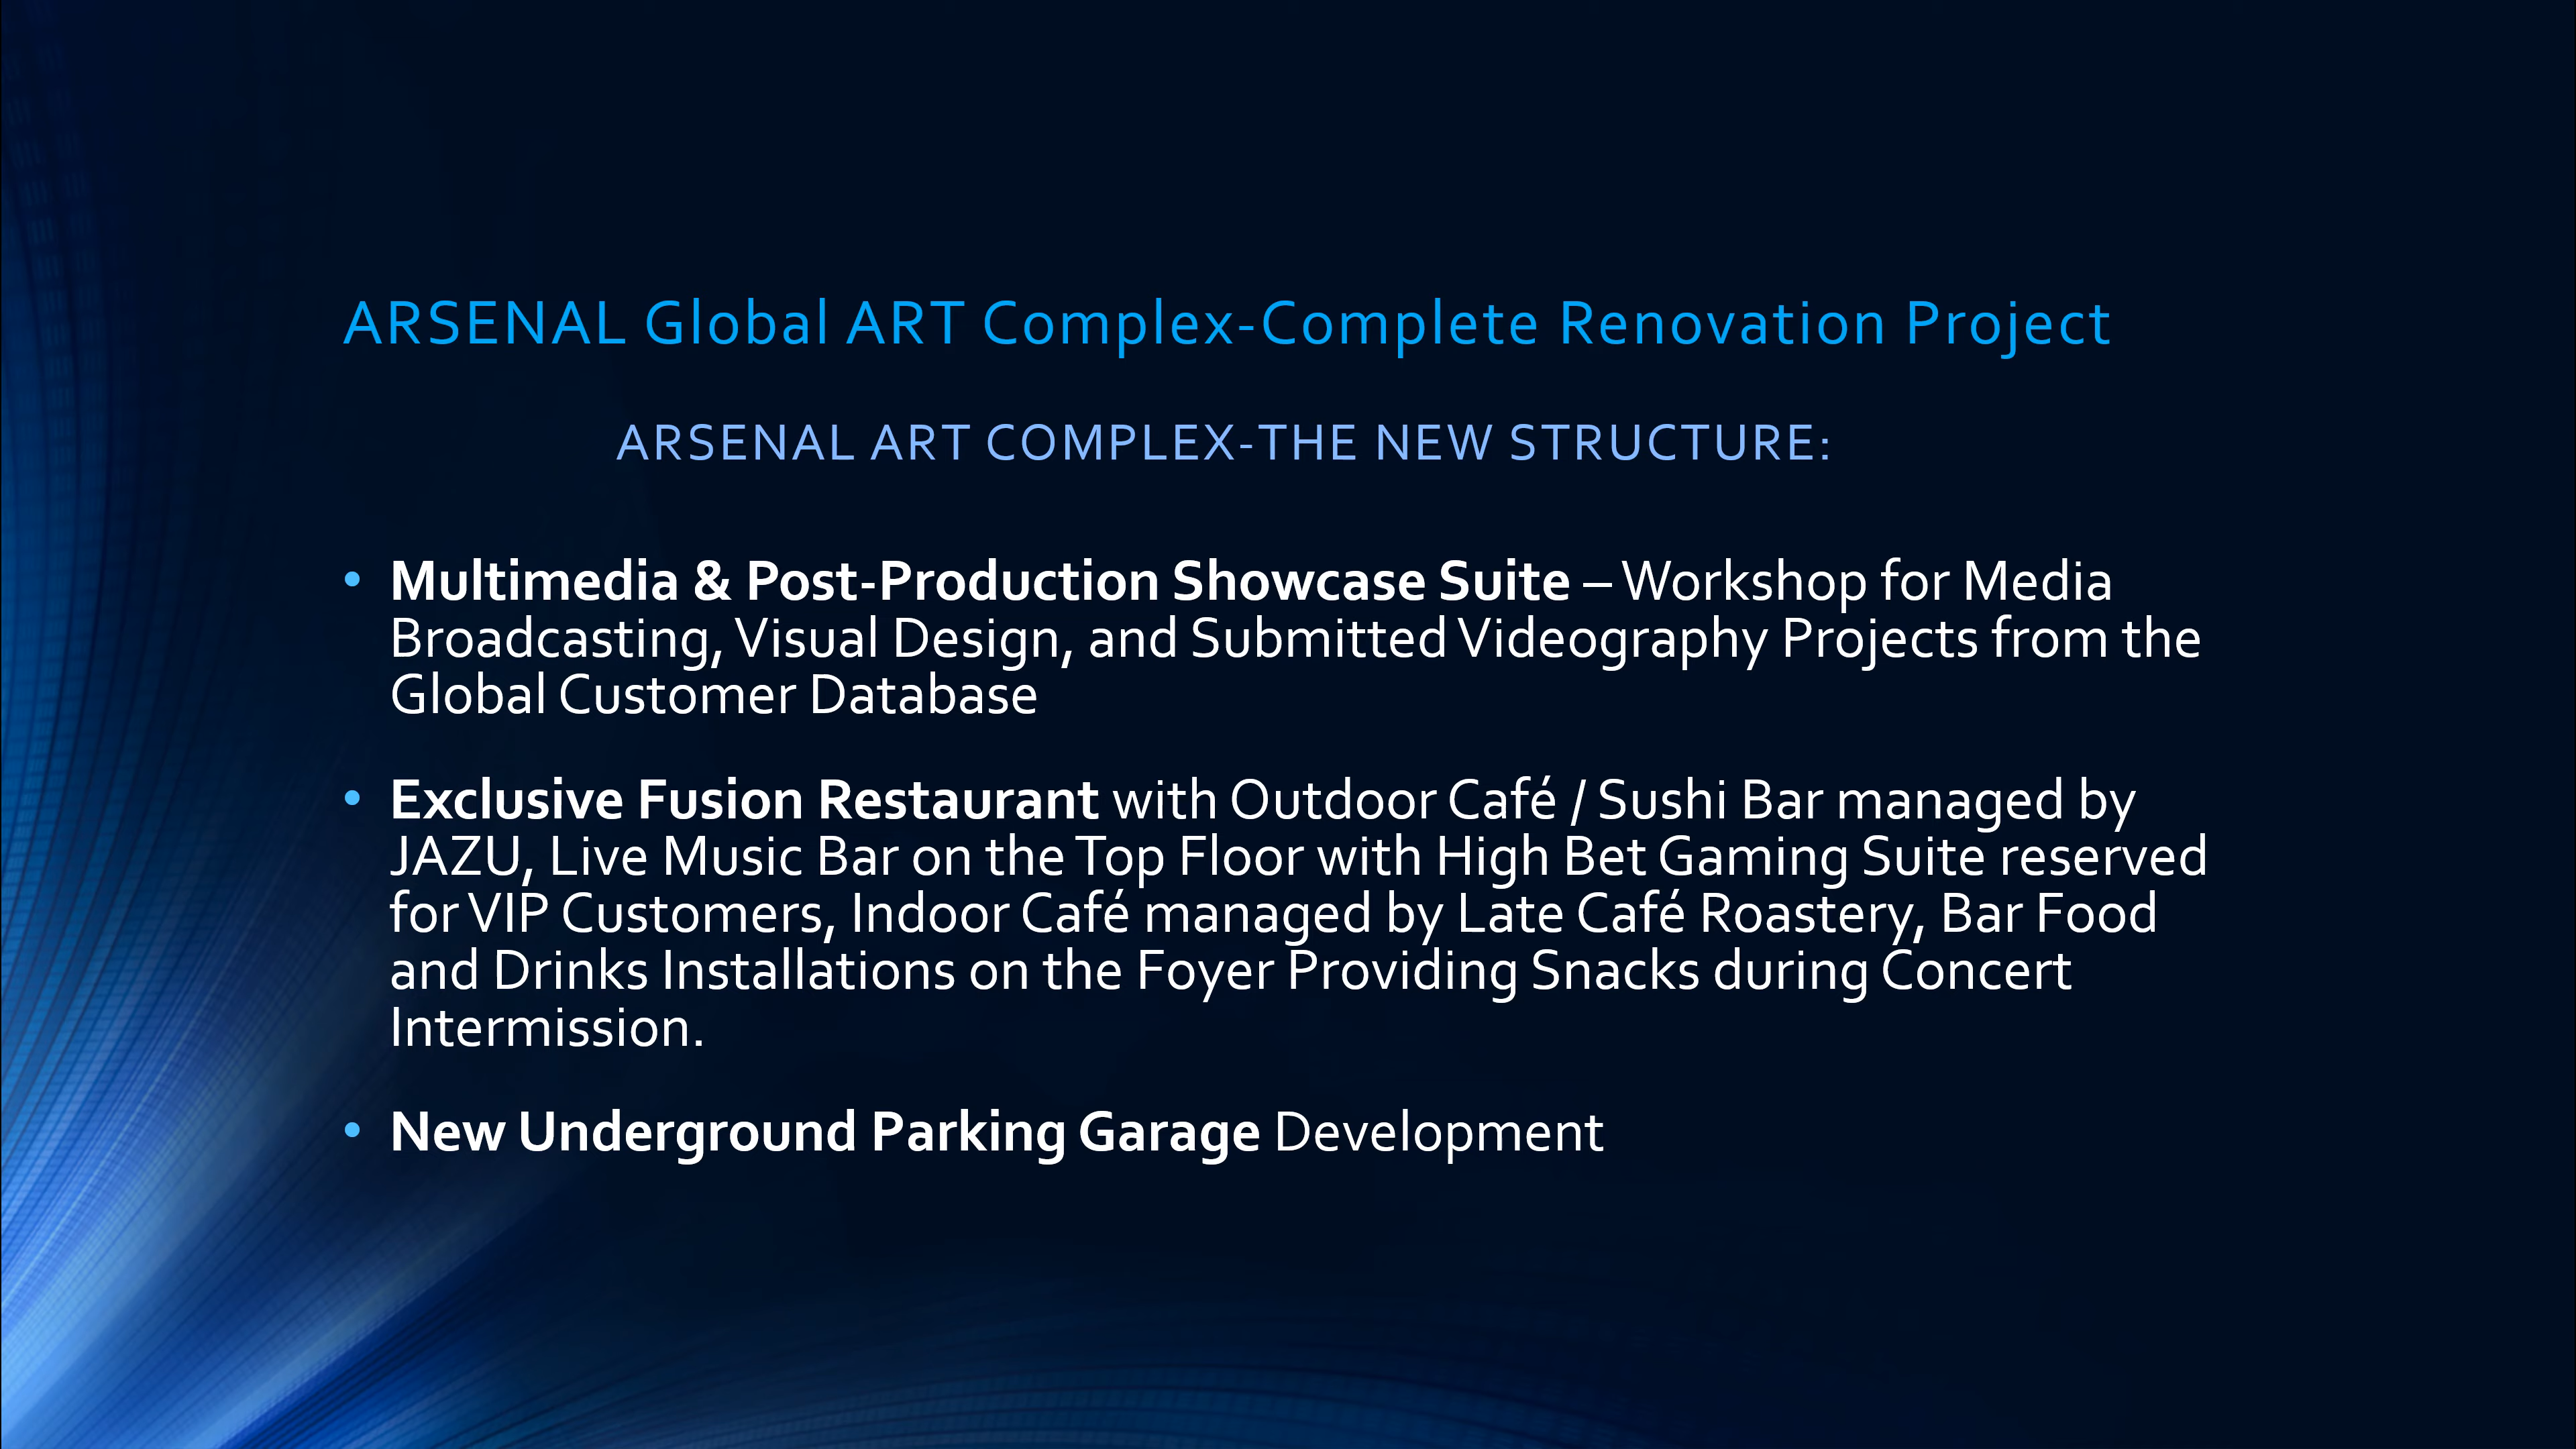 ARSENAL Global ART Complex-Complete Renovation Project
ARSENAL ART COMPLEX-THE NEW STRUCTURE:
• Multimedia & Post-Production Showcase Suite – Workshop for Media
Broadcasting, Visual Design, and Submitted Videography Projects from the
Global Customer Database
• Exclusive Fusion Restaurant with Outdoor Café / Sushi Bar managed by
JAZU, Live Music Bar on the Top Floor with High Bet Gaming Suite reserved
for VIP Customers, Indoor Café managed by Late Café Roastery, Bar Food
and Drinks Installations on the Foyer Providing Snacks during Concert
Intermission.
• New Underground Parking Garage Development